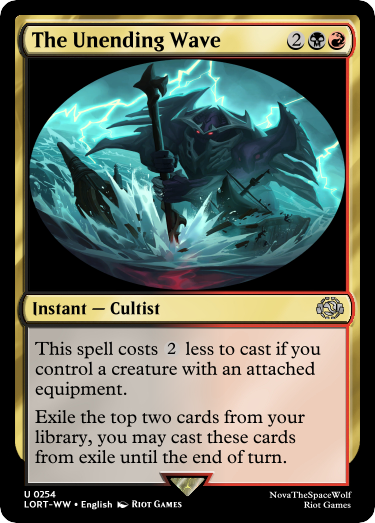 The Unending Wave 2
Instant — Cultist
This spell costs 2 less to cast if you
control a creature with an attached
equipment.
Exile the top two cards from your
library, you may cast these cards
from exile until the end of turn.
U 0254
LORT-WW • English RIOT GAMES
NovaTheSpaceWolf
Riot Games